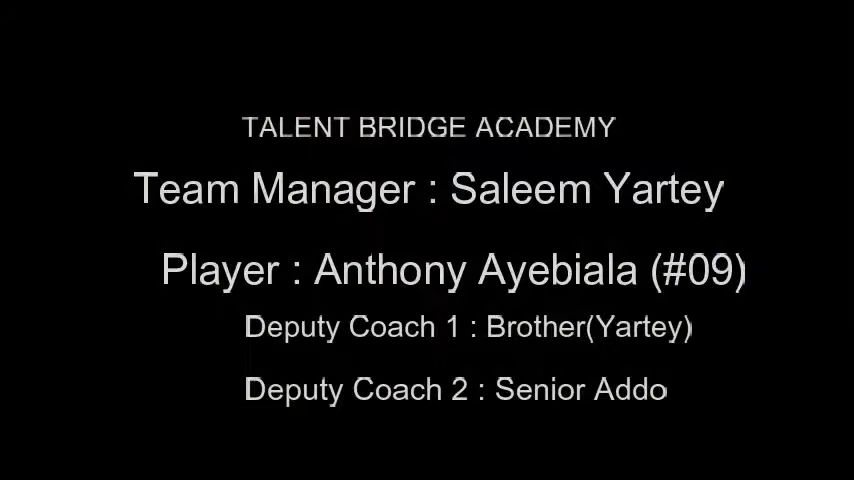 TALENT BRIDGE ACADEMY
Team Manager : Saleem Yartey
Player : Anthony Ayebiala (#09)
Deputy Coach 1 : Brother(Yartey)
Deputy Coach 2 : Senior Addo